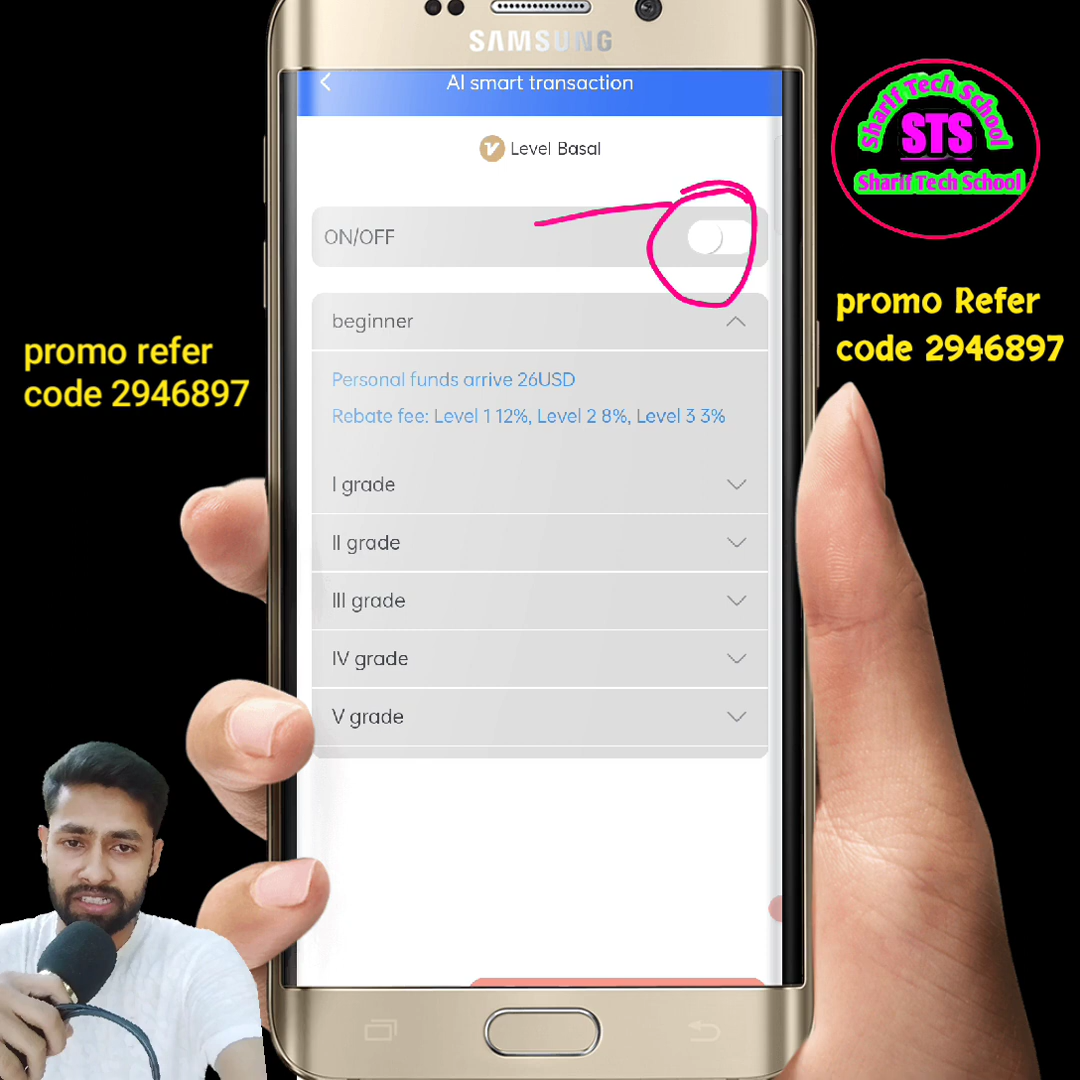 SAMSUNG
AI smart transaction
Level Basal
ON/OFF
beginner
Personal funds arrive 26USD
Rebate fee: Level 1 12%, Level 2 8%, Level 3 3%
I grade
II grade
III grade
IV grade
V grade
Sharif Tech School
STS
Sharif Tech School
promo Refer
code 2946897
promo refer
code 2946897